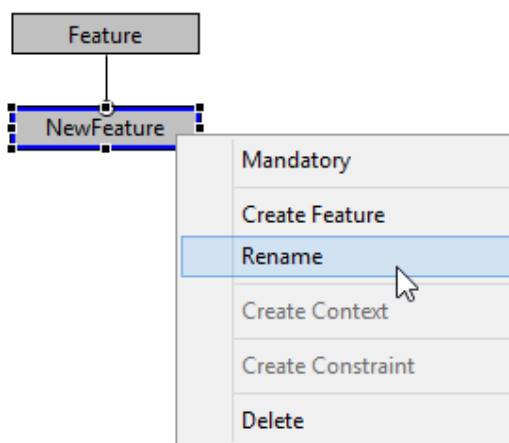 Feature
NewFeature
Mandatory
Create Feature
Rename
Create Context
Create Constraint
Delete